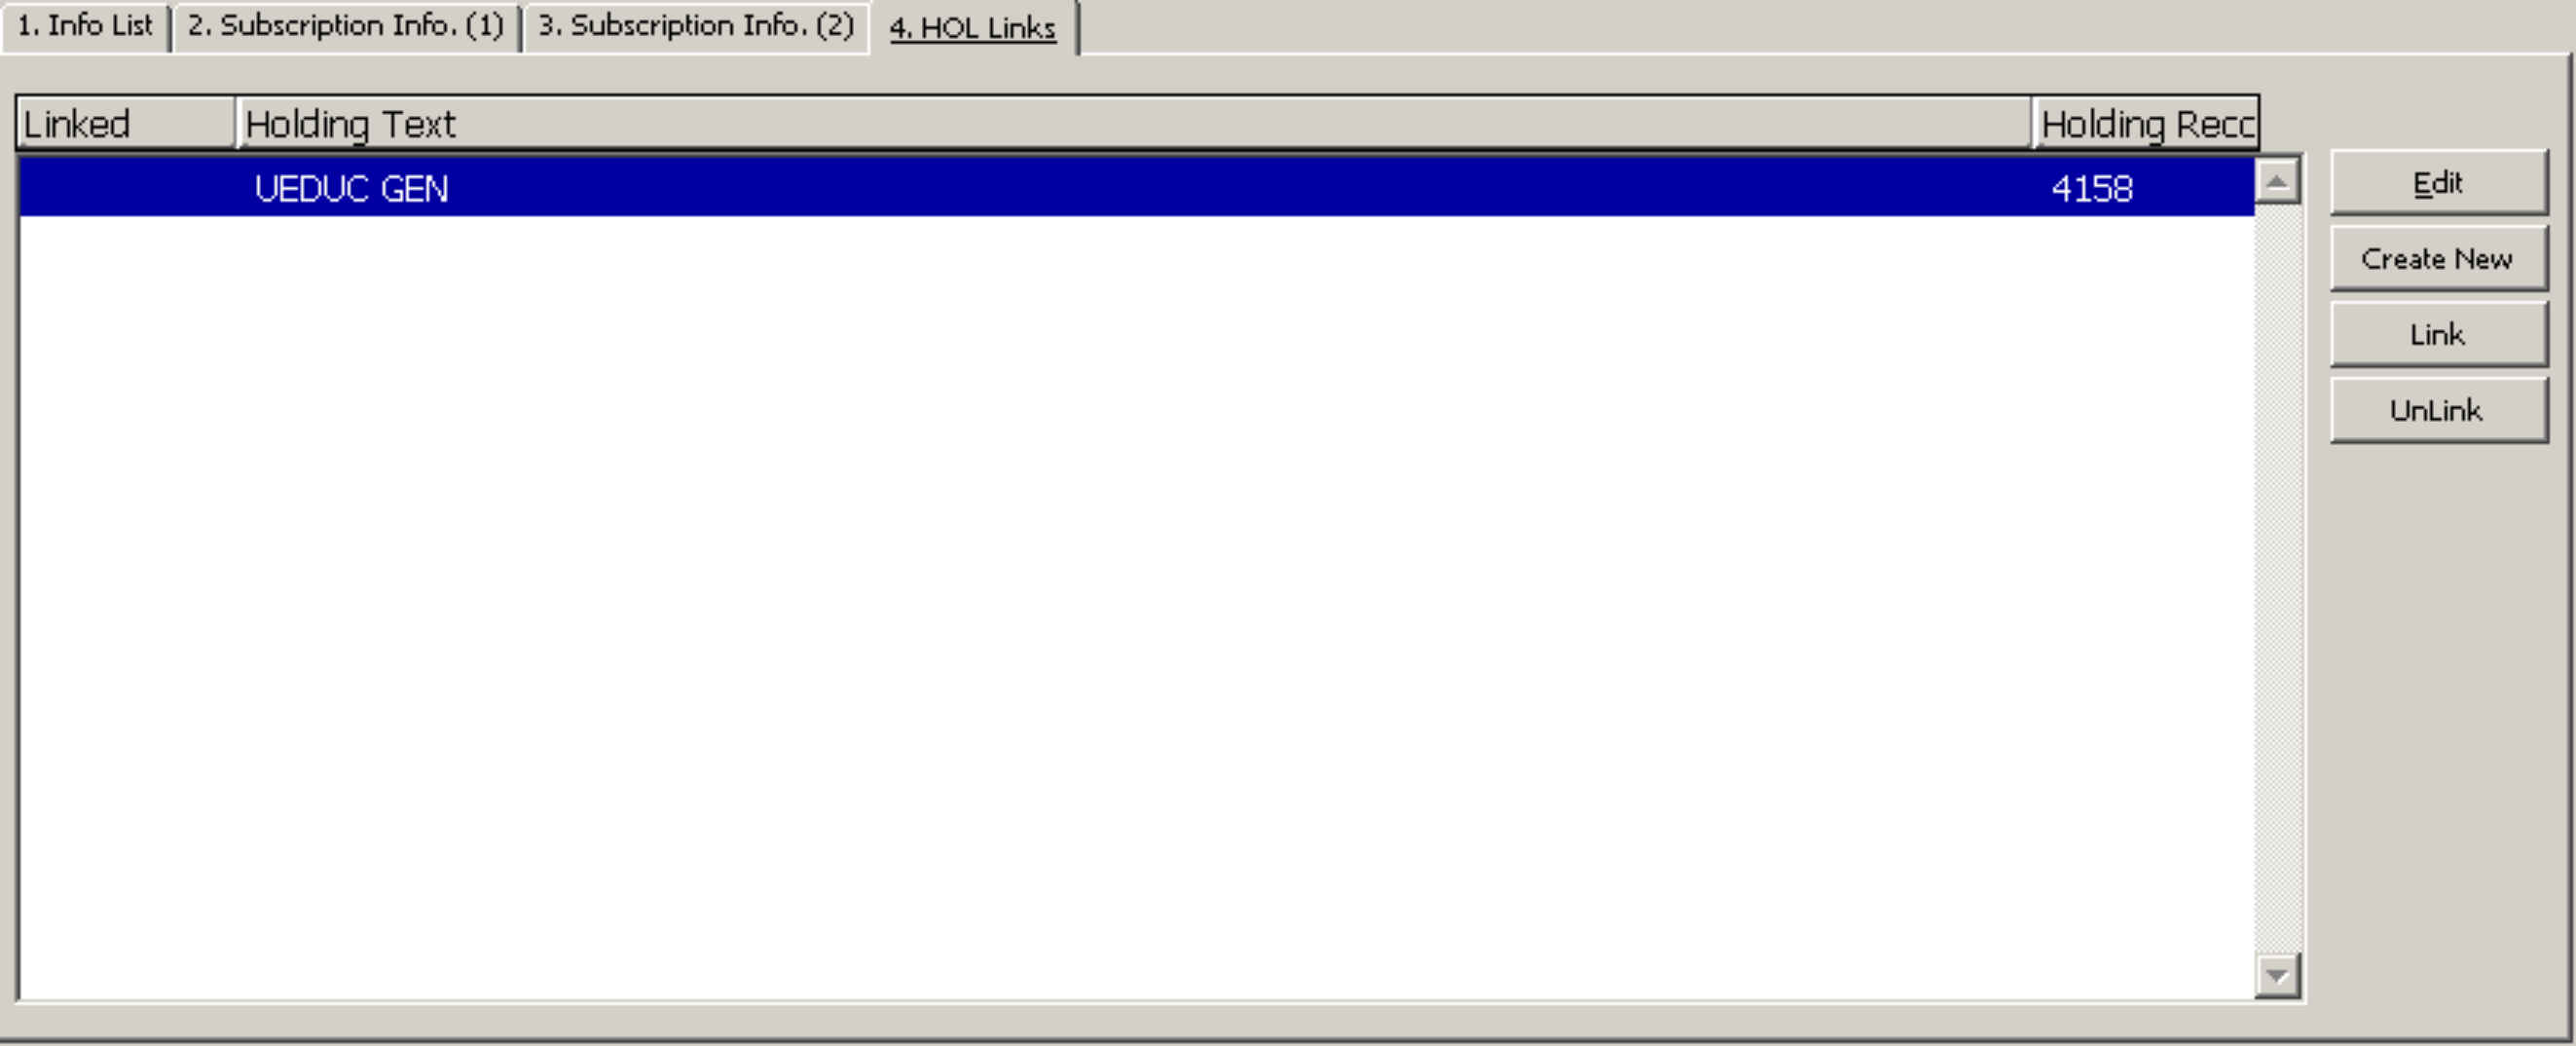 1. Info List 2. Subscription Info. (1) 3. Subscription Info. (2) 4. HOL Links
Linked Holding Text Holding Recc
UEDUC GEN 4158
Edit
Create New
Link
UnLink